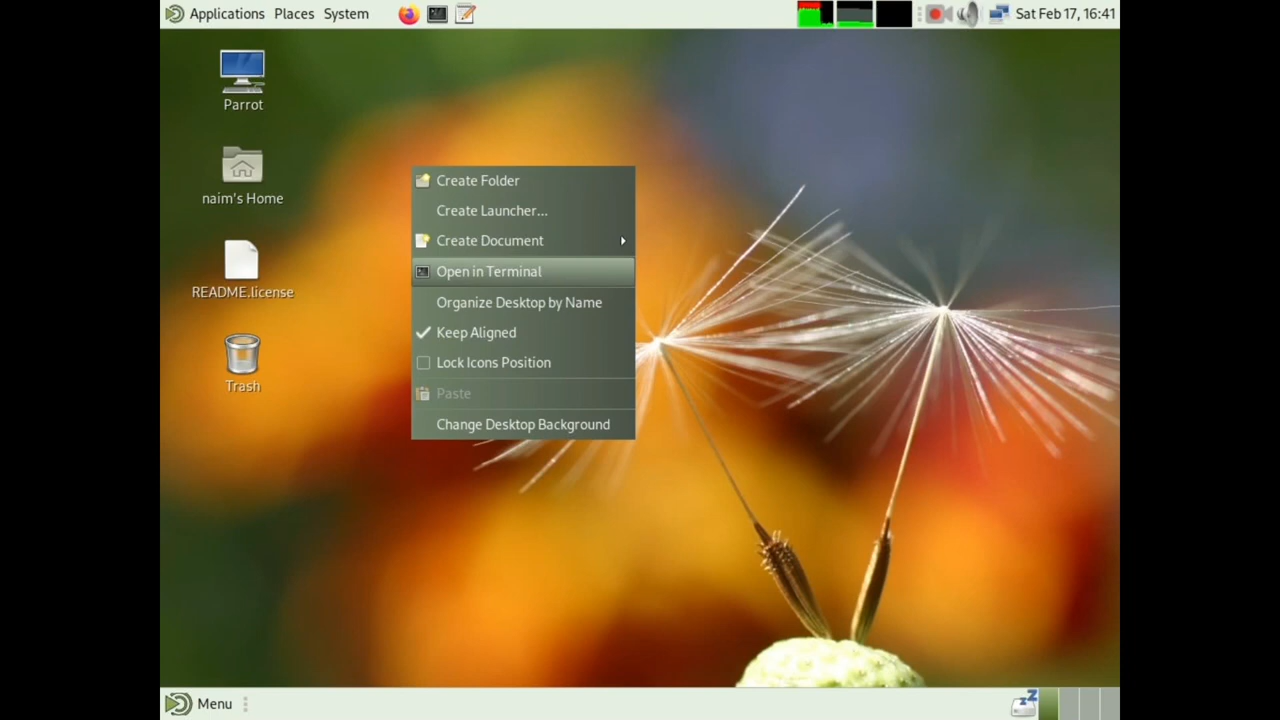 Applications Places System
Sat Feb 17, 16:41
Parrot
naim's Home
README.license
Trash
Create Folder
Create Launcher...
Create Document
Open in Terminal
Organize Desktop by Name
Keep Aligned
Lock Icons Position
Paste
Change Desktop Background
Menu